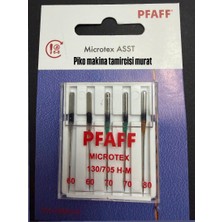 PFAFF
Microtex ASST
Piko makina tamircisi murat
PFAFF
MICROTEX
130/705 H-M
60 60 70 70 80